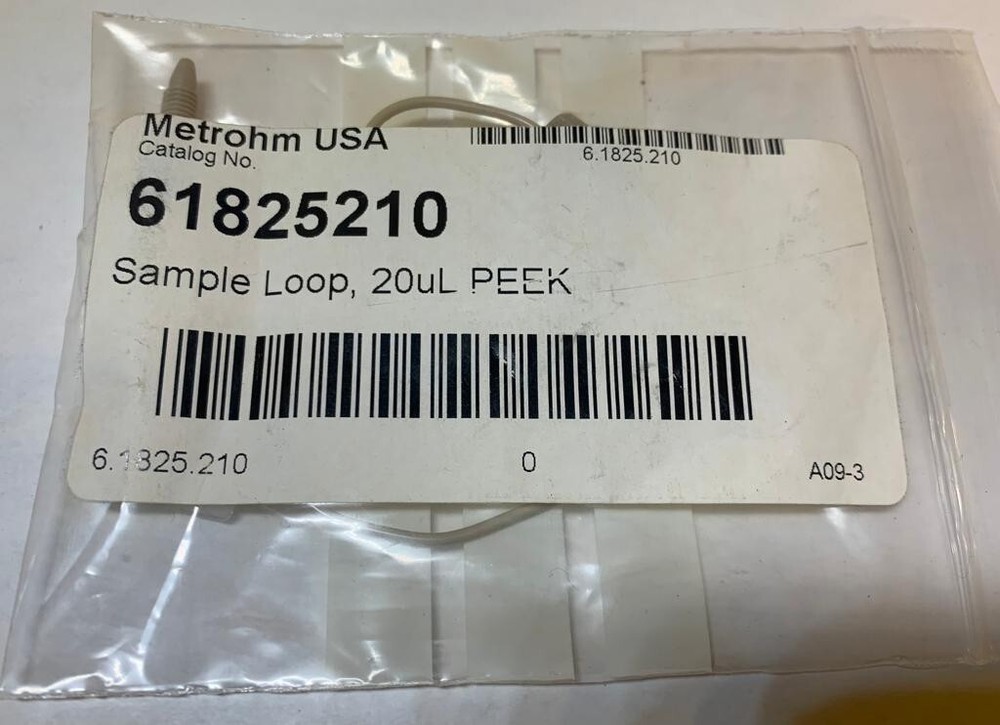 Metrohm USA
6.1825.210
Catalog No.
61825210
Sample Loop, 20uL PEEK
6.1825.210
0
A09-3